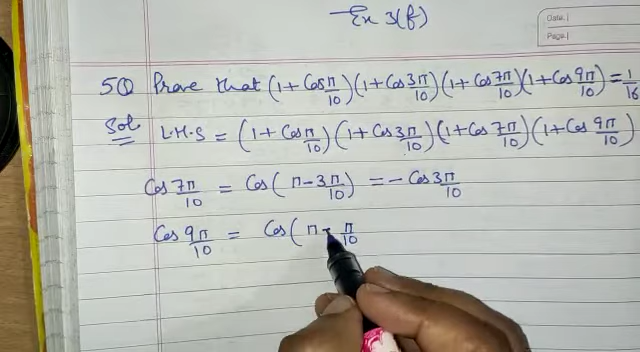 Ex 3(f)
Date.|
Page.|
5Q Prove that (1 + Cos π/10)(1 + Cos 3π/10)(1 + Cos 7π/10)(1 + Cos 9π/10) = 1/16
Sol L.H.S = (1 + Cos π/10)(1 + Cos 3π/10)(1 + Cos 7π/10)(1 + Cos 9π/10)
Cos 7π/10 = Cos(π - 3π/10) = - Cos 3π/10
Cos 9π/10 = Cos(π - π/10